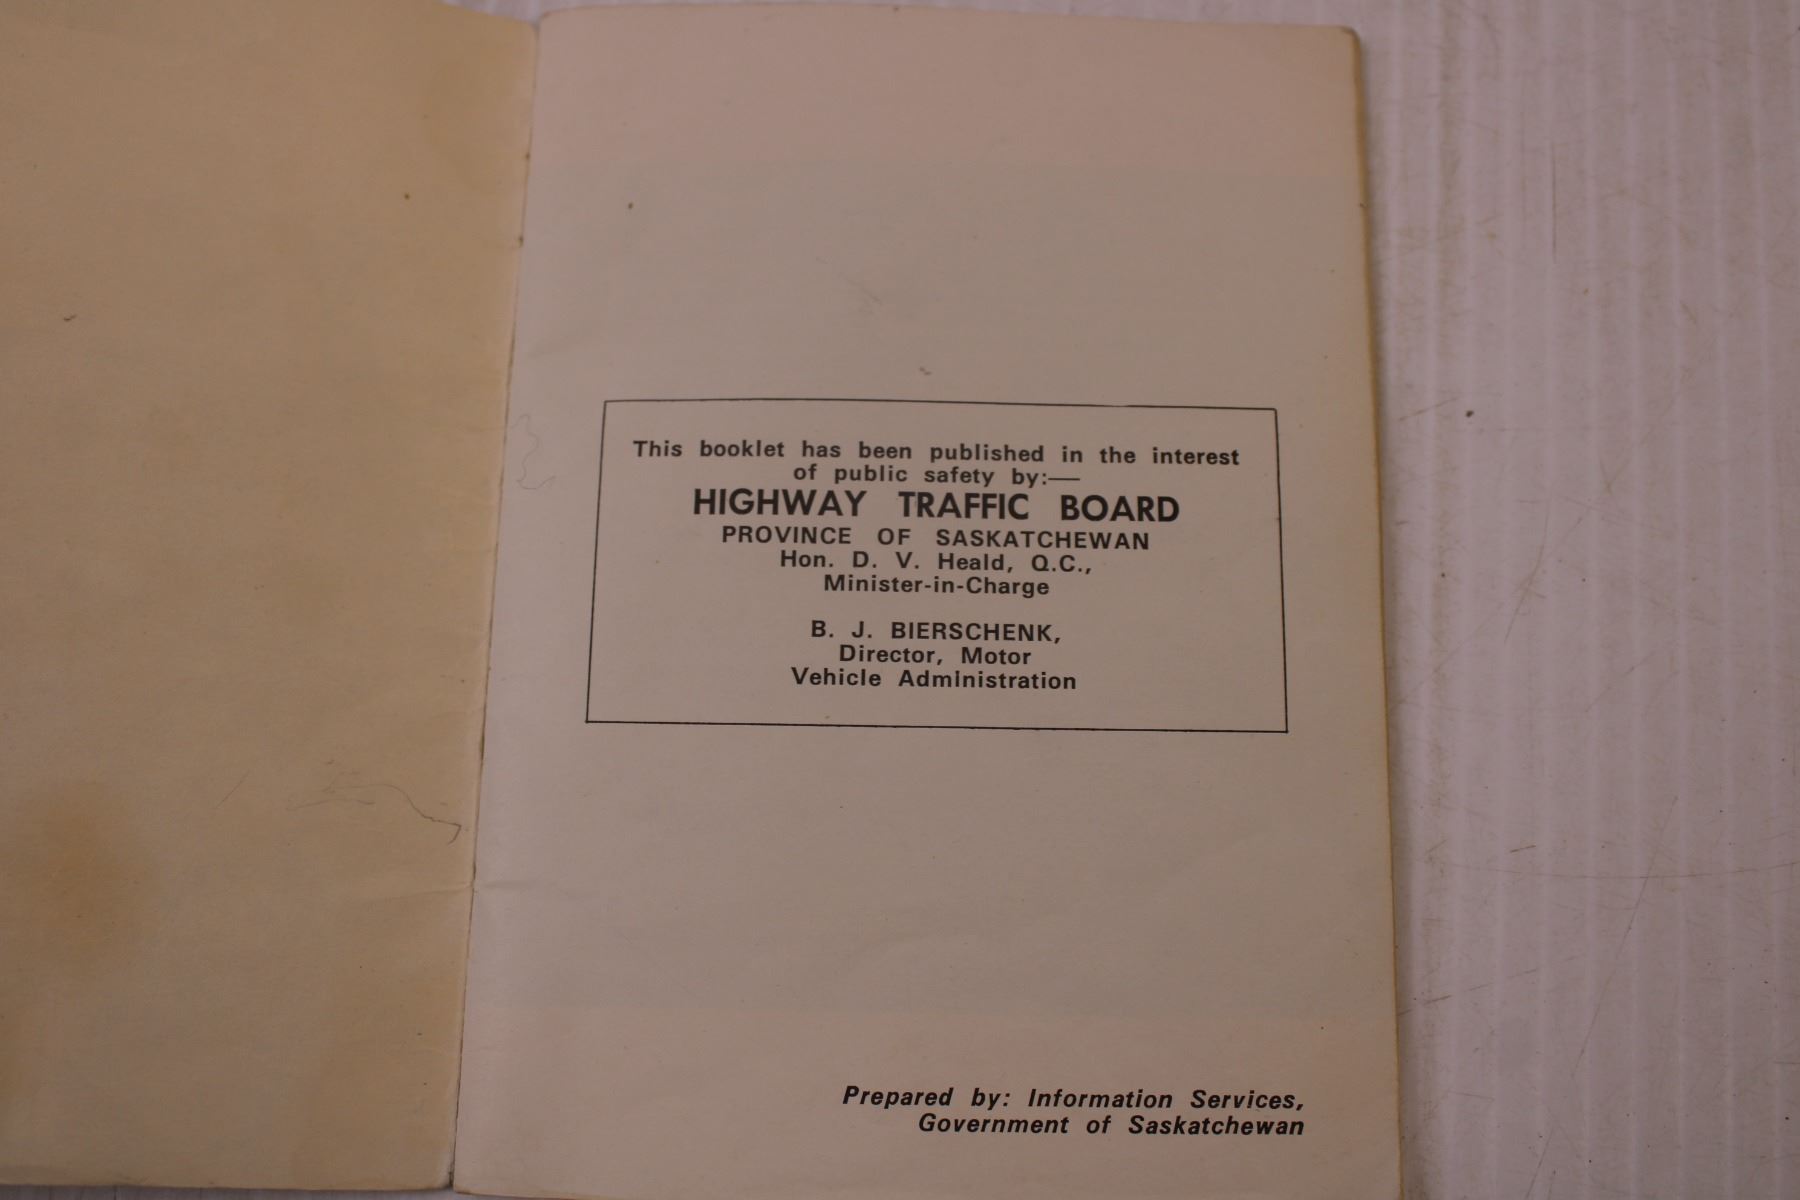 This booklet has been published in the interest
of public safety by:—
HIGHWAY TRAFFIC BOARD
PROVINCE OF SASKATCHEWAN
Hon. D. V. Heald, Q.C.,
Minister-in-Charge
B. J. BIERSCHENK,
Director, Motor
Vehicle Administration
Prepared by: Information Services,
Government of Saskatchewan